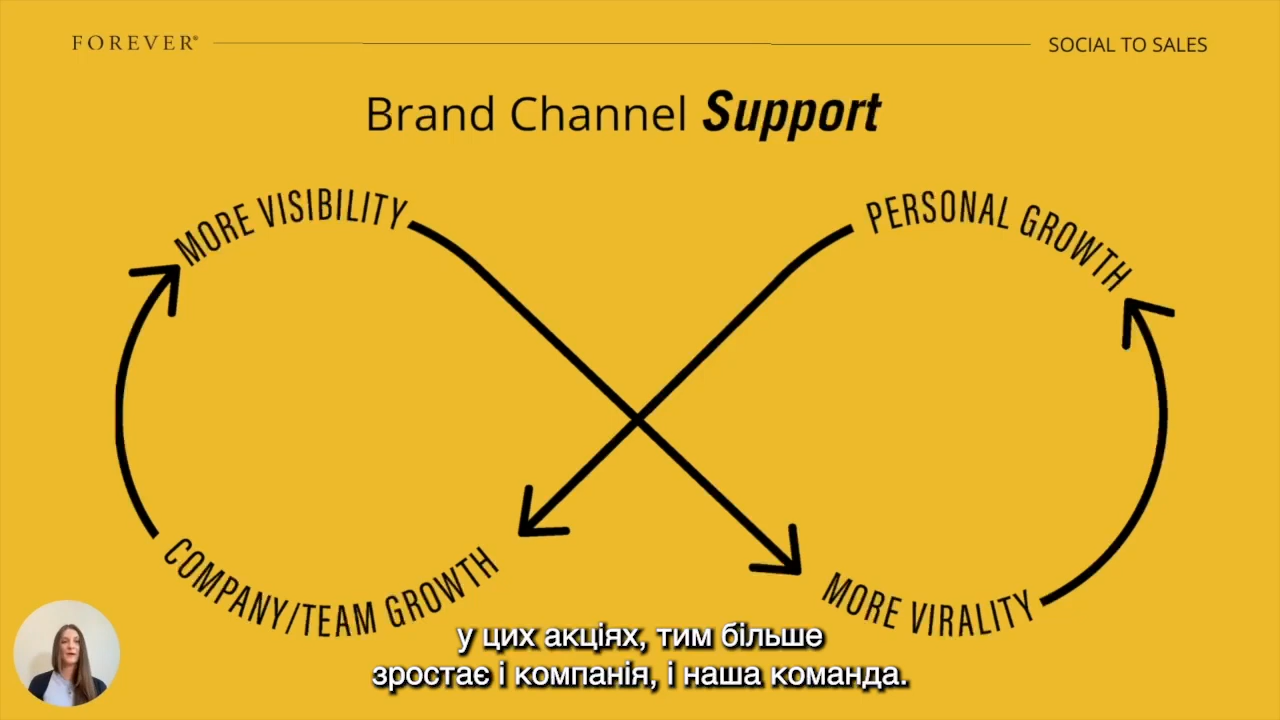 FOREVER®
SOCIAL TO SALES
Brand Channel Support
MORE VISIBILITY
PERSONAL GROWTH
COMPANY/TEAM GROWTH
MORE VIRALITY
у цих акціях, тим більше
зростає і компанія, і наша команда.